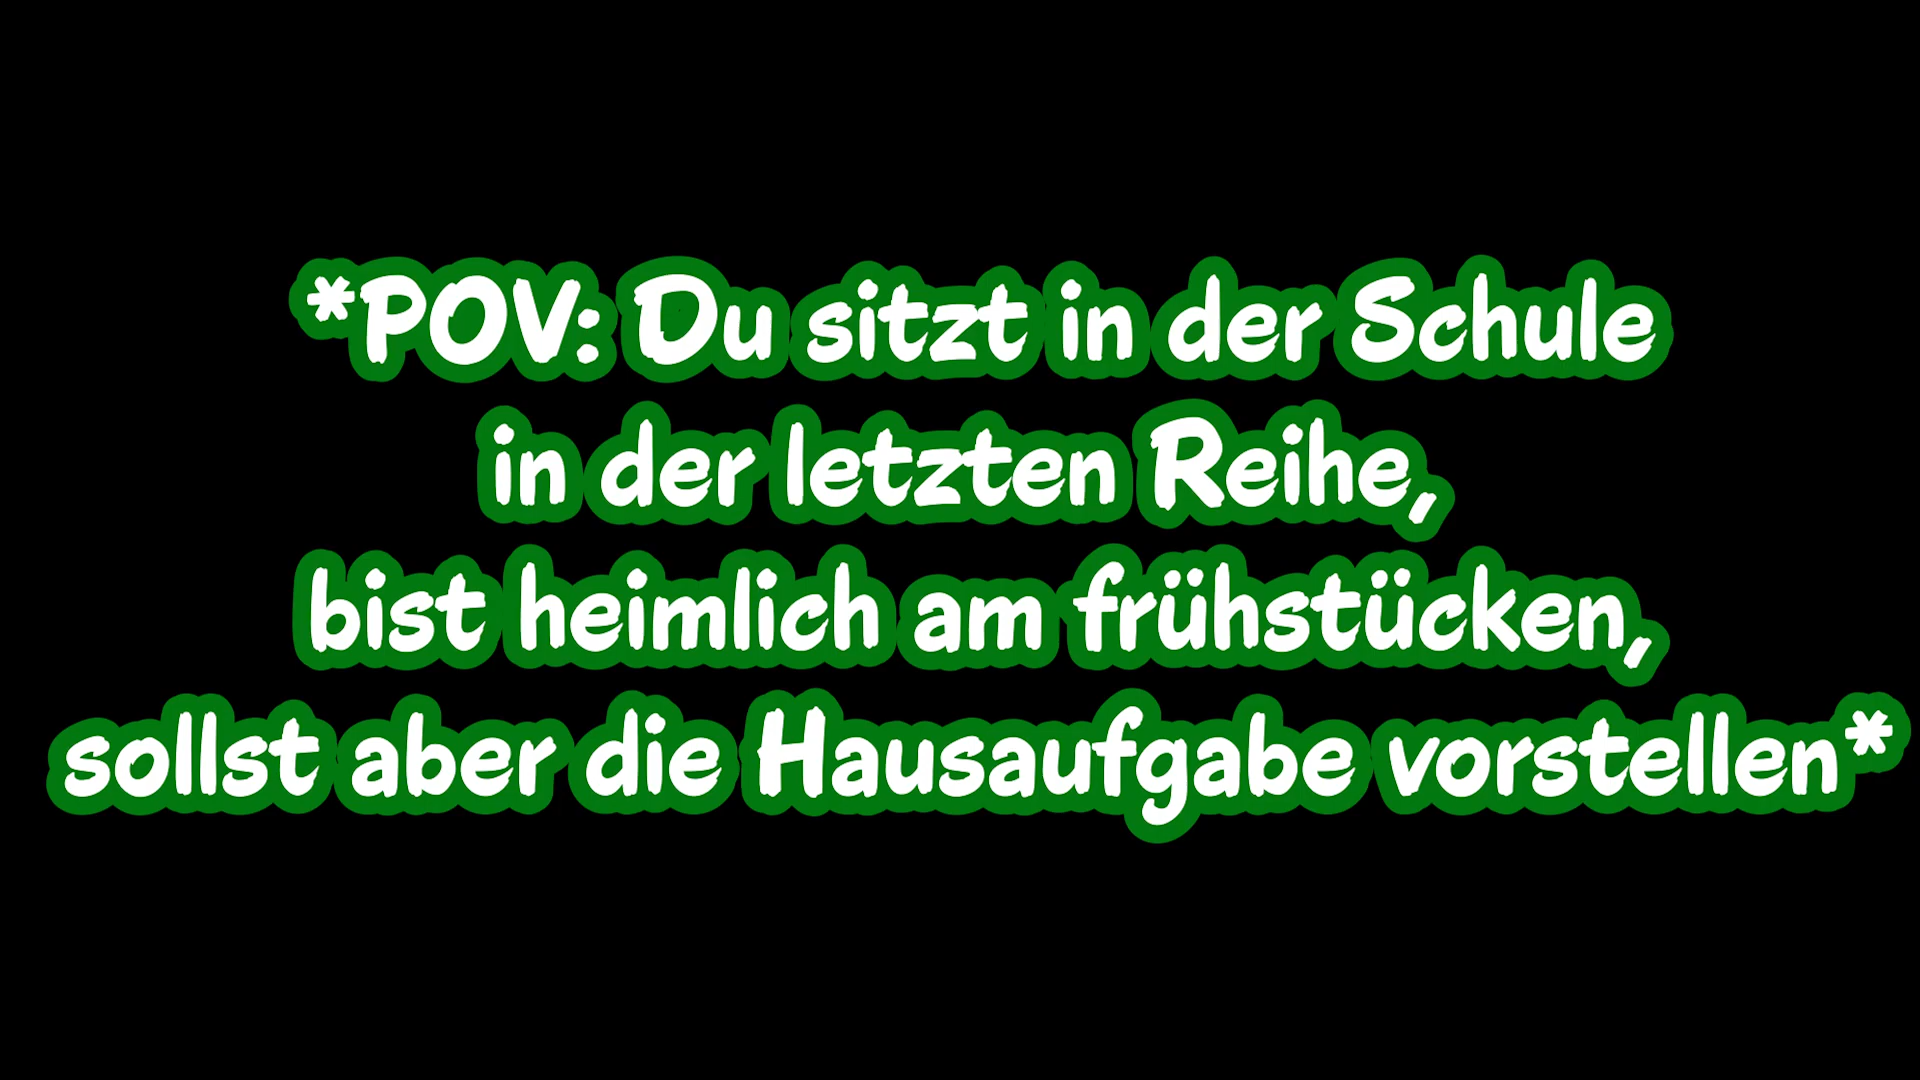 *POV: Du sitzt in der Schule
in der letzten Reihe,
bist heimlich am frühstücken,
sollst aber die Hausaufgabe vorstellen*